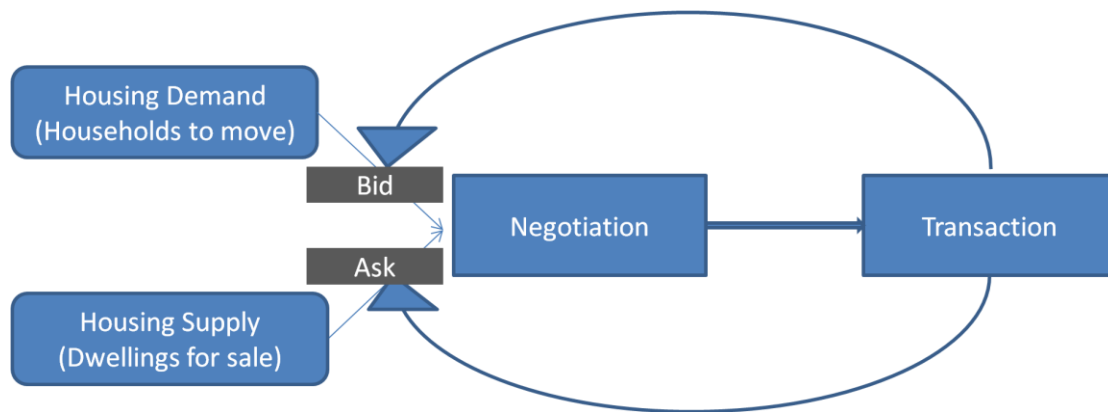 Housing Demand
(Households to move)
Bid
Negotiation
Transaction
Ask
Housing Supply
(Dwellings for sale)